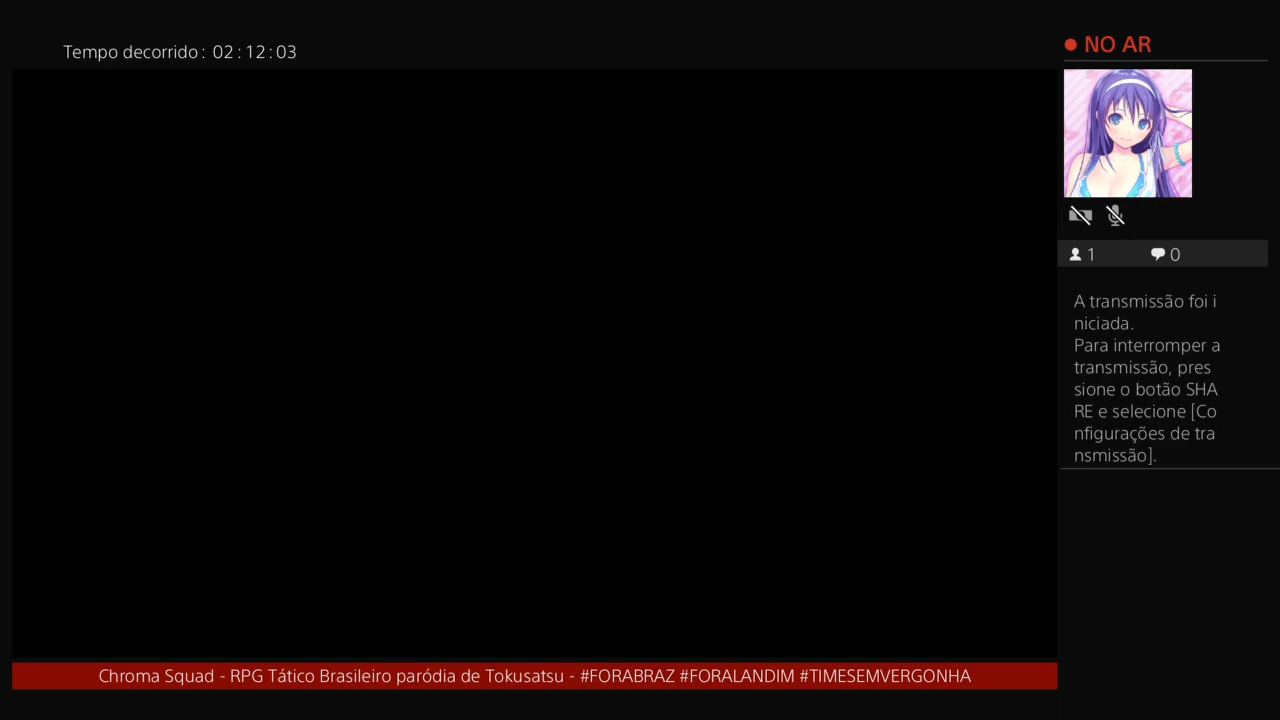 Tempo decorrido : 02 : 12 : 03
NO AR
1 0
A transmissão foi i
niciada.
Para interromper a
transmissão, pres
sione o botão SHA
RE e selecione [Co
nfigurações de tra
nsmissão].
Chroma Squad - RPG Tático Brasileiro paródia de Tokusatsu - #FORABRAZ #FORALANDIM #TIMESEMVERGONHA